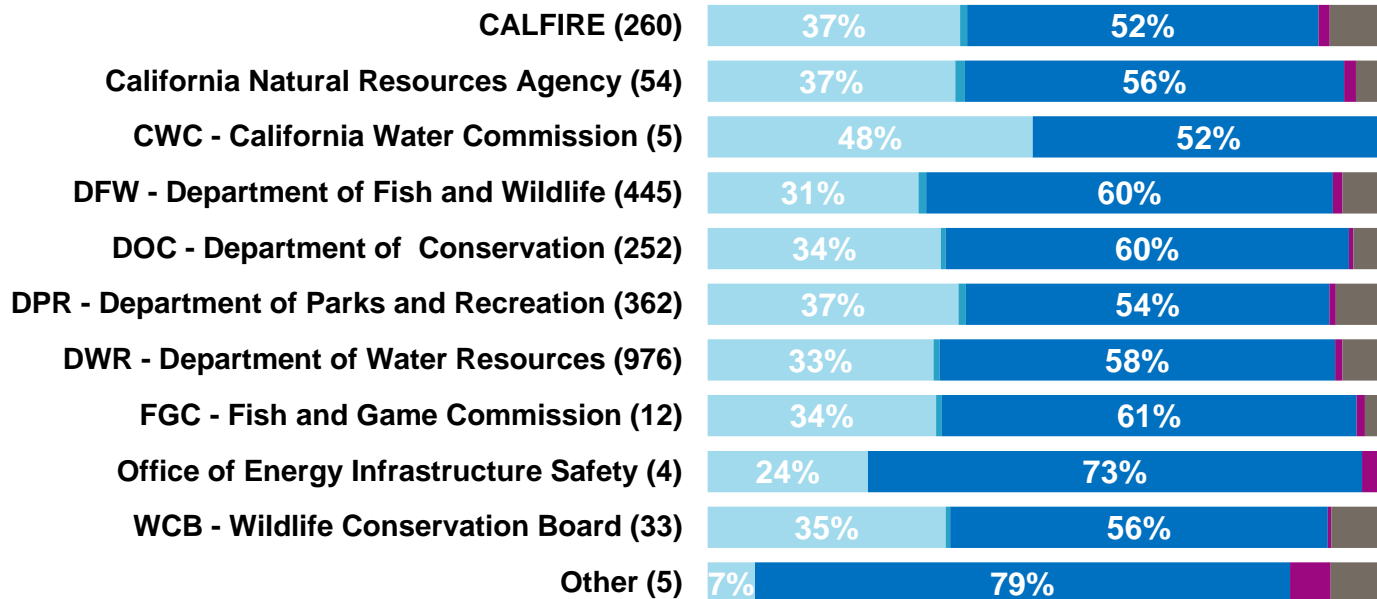 CALFIRE (260) 37% 52%
California Natural Resources Agency (54) 37% 56%
CWC - California Water Commission (5) 48% 52%
DFW - Department of Fish and Wildlife (445) 31% 60%
DOC - Department of  Conservation (252) 34% 60%
DPR - Department of Parks and Recreation (362) 37% 54%
DWR - Department of Water Resources (976) 33% 58%
FGC - Fish and Game Commission (12) 34% 61%
Office of Energy Infrastructure Safety (4) 24% 73%
WCB - Wildlife Conservation Board (33) 35% 56%
Other (5) 7% 79%